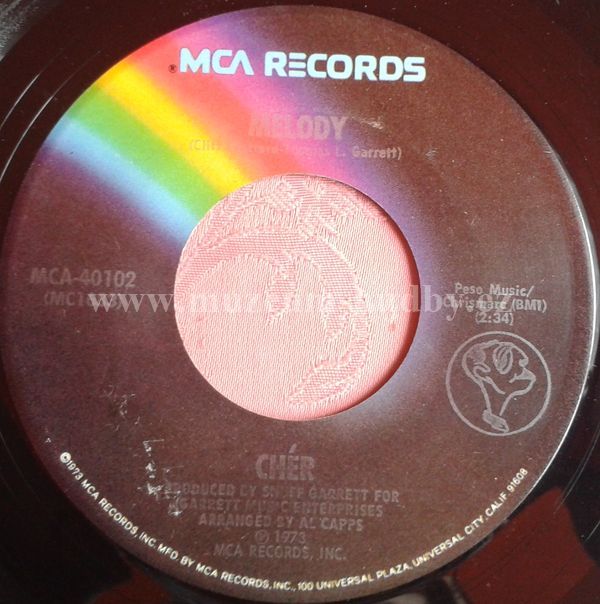 ® MCA RECORDS
MELODY
L. Garrett)
MCA-40102
Peso Music/
(BMI)
(2:34)
CHÉR
PRODUCED BY SNUFF GARRETT FOR
GARRETT MUSIC ENTERPRISES
ARRANGED BY AL CAPPS
℗ 1973
MCA RECORDS, INC.
©1973 MCA RECORDS, INC. MFD BY MCA RECORDS, INC., 100 UNIVERSAL PLAZA, UNIVERSAL CITY, CALIF. 91608